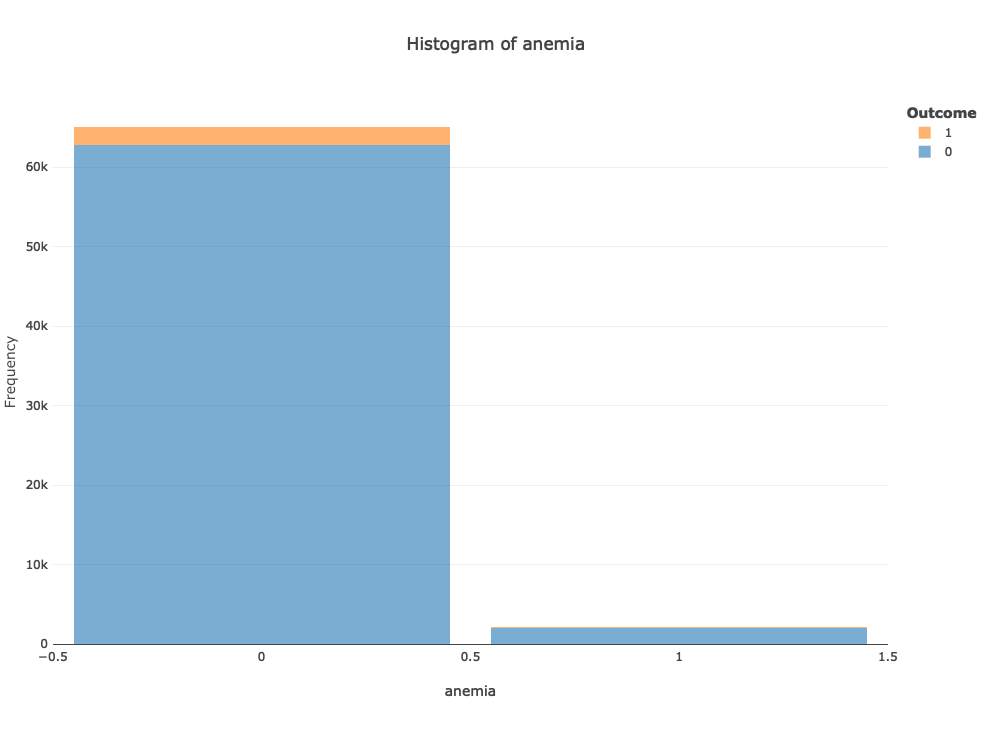 Histogram of anemia
Outcome
1
0
60k
50k
40k
30k
20k
10k
0
Frequency
−0.5
0
0.5
1
1.5
anemia